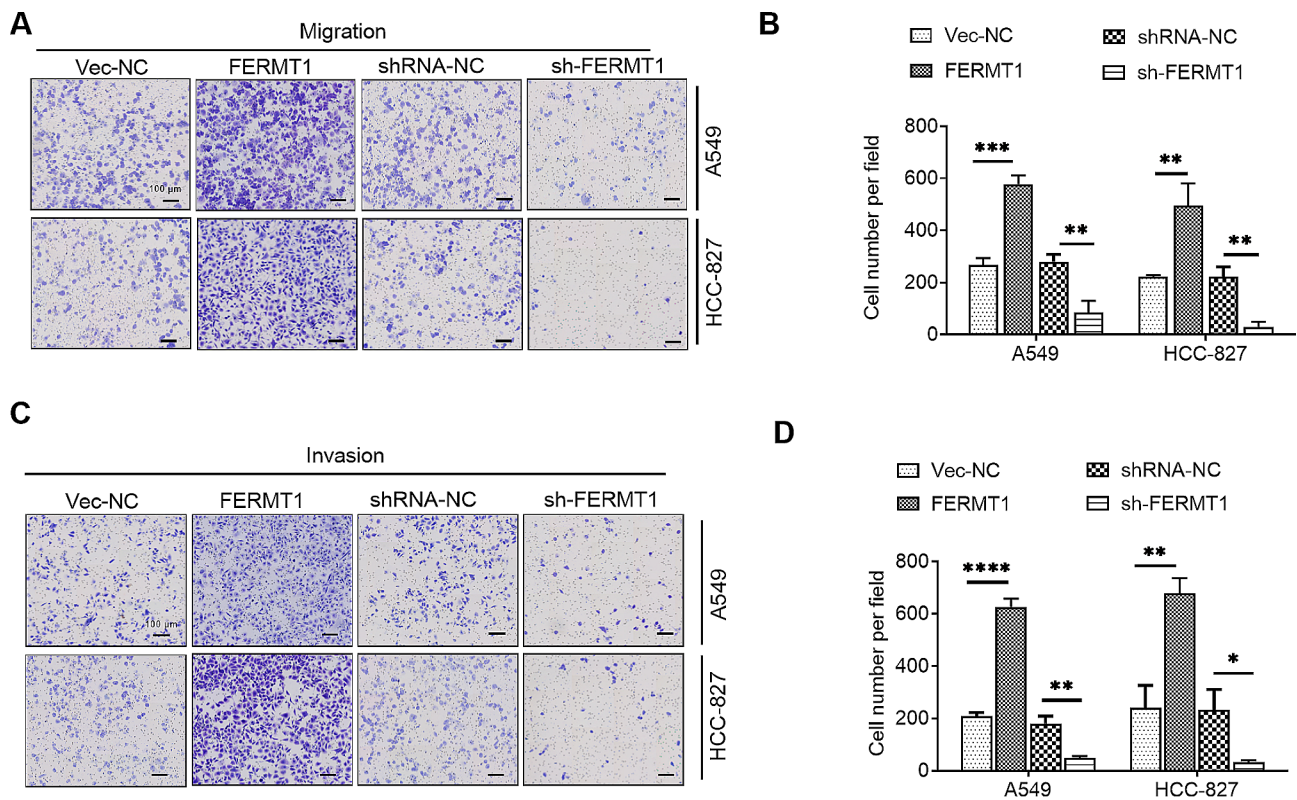 A
Migration
Vec-NC FERMT1 shRNA-NC sh-FERMT1
100 μm
A549
HCC-827
B
Vec-NC shRNA-NC
FERMT1 sh-FERMT1
Cell number per field
800
600
400
200
0
*** ** ** **
A549 HCC-827
C
Invasion
Vec-NC FERMT1 shRNA-NC sh-FERMT1
100 μm
A549
HCC-827
D
Vec-NC shRNA-NC
FERMT1 sh-FERMT1
Cell number per field
800
600
400
200
0
**** ** ** *
A549 HCC-827